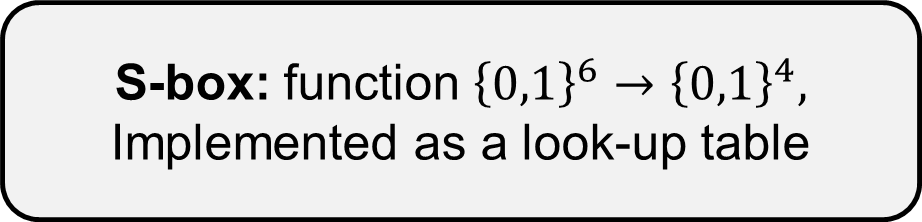 S-box: function {0,1}⁶ → {0,1}⁴,
Implemented as a look-up table